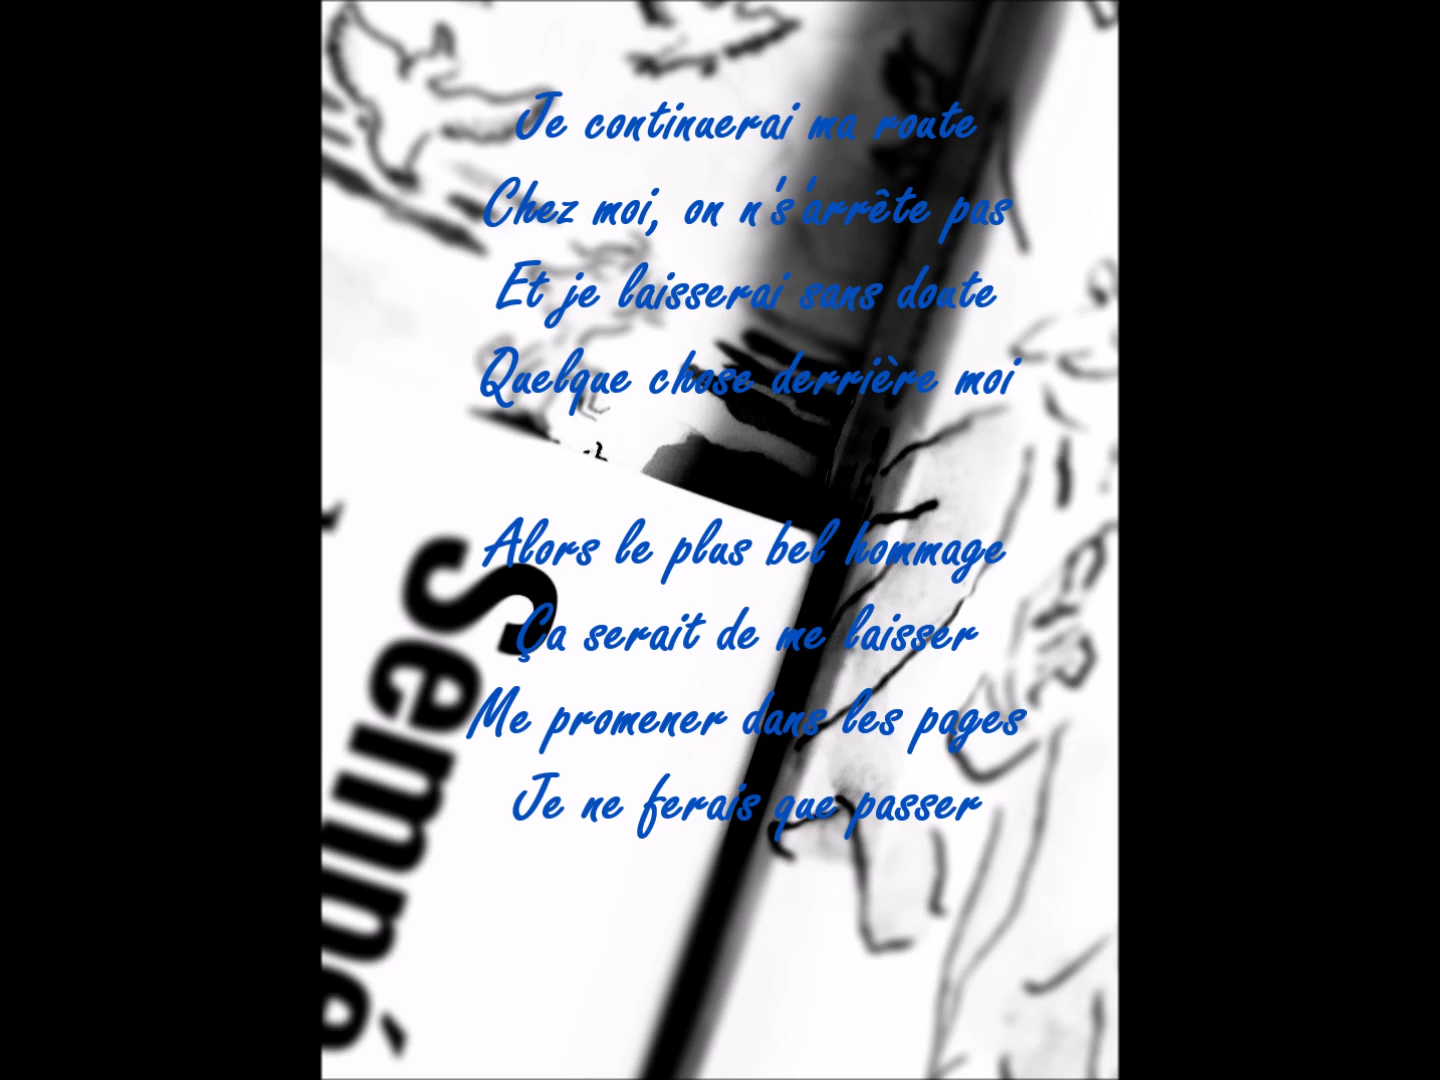 Je continuerai ma route
Chez moi, on n's'arrête pas
Et je laisserai sans doute
Quelque chose derrière moi
Alors le plus bel hommage
Ça serait de me laisser
Me promener dans les pages
Je ne ferais que passer
Sempé